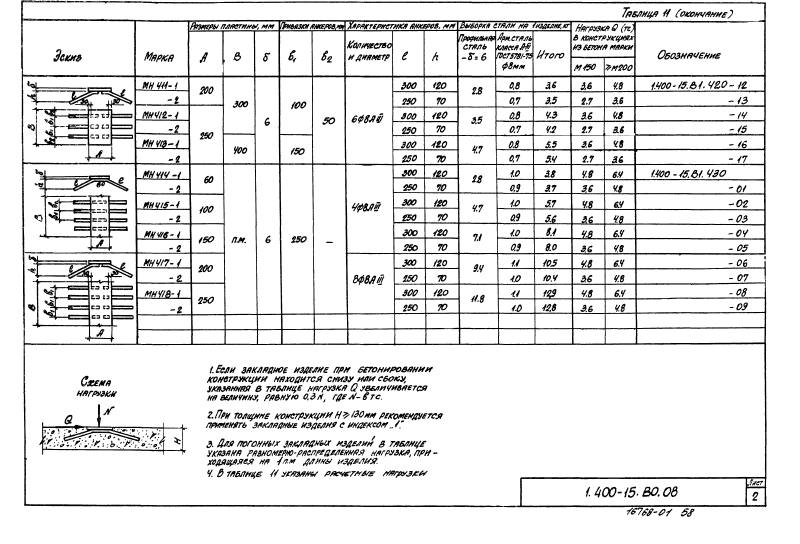 Таблица 11 (окончание)
Эскиз
Марка
Размеры пластины, мм
А В б
Привязки анкеров, мм
в₁ в₂
Характеристика анкеров, мм
Количество и диаметр
ℓ h
Выборка стали на 1 изделие, кг
Профильная сталь -δ=6
Арм. сталь класса А-III ГОСТ 5781-75 ф8мм
Итого
Нагрузка Q (тс) в конструкциях из бетона марки
М150 ≥М200
Обозначение
МН 411-1 200 300 6 100 50 6ф8АIII 300 120 2.8 0,8 3.6 3.6 4.8 1.400-15.В1. 420-12
-2 250 70 0,7 3.5 2.7 3.6 -13
МН412-1 250 300 120 3.5 0.8 4.3 3.6 4.8 -14
-2 250 70 0.7 4.2 2.7 3.6 -15
МН 413-1 400 150 300 120 4.7 0.8 5.5 3.6 4.8 -16
-2 250 70 0.7 5.4 2.7 3.6 -17
МН 414-1 60 п.м. 6 250 — 4ф8АIII 300 120 2.8 1.0 3.8 4.8 6.4 1.400-15.В1. 430
-2 250 70 0.9 3.7 3.6 4.8 -01
МН 415-1 100 300 120 4.7 1.0 5.7 4.8 6.4 -02
-2 250 70 0.9 5.6 3.6 4.8 -03
МН 416-1 150 300 120 7.1 1.0 8.1 4.8 6.4 -04
-2 250 70 0.9 8.0 3.6 4.8 -05
МН417-1 200 8ф8АIII 300 120 9.4 1.1 10.5 4.8 6.4 -06
-2 250 70 1.0 10.4 3.6 4.8 -07
МН418-1 250 300 120 11.8 1.1 12.9 4.8 6.4 -08
-2 250 70 1.0 12.8 3.6 4.8 -09
Схема
нагрузки
N
Q
Н
1. Если закладное изделие при бетонировании
конструкции находится снизу или сбоку,
указанная в таблице нагрузка Q увеличивается
на величину, равную 0,3N, где N-в тс.
2. При толщине конструкции Н≥130мм рекомендуется
применять закладные изделия с индексом „1."
3. Для погонных закладных изделий в таблице
указана равномерно-распределенная нагрузка, при-
ходящаяся на 1п.м длины изделия.
4. В таблице 11 указаны расчетные нагрузки
1.400-15.В0.08
Лист
2
16768-01 58